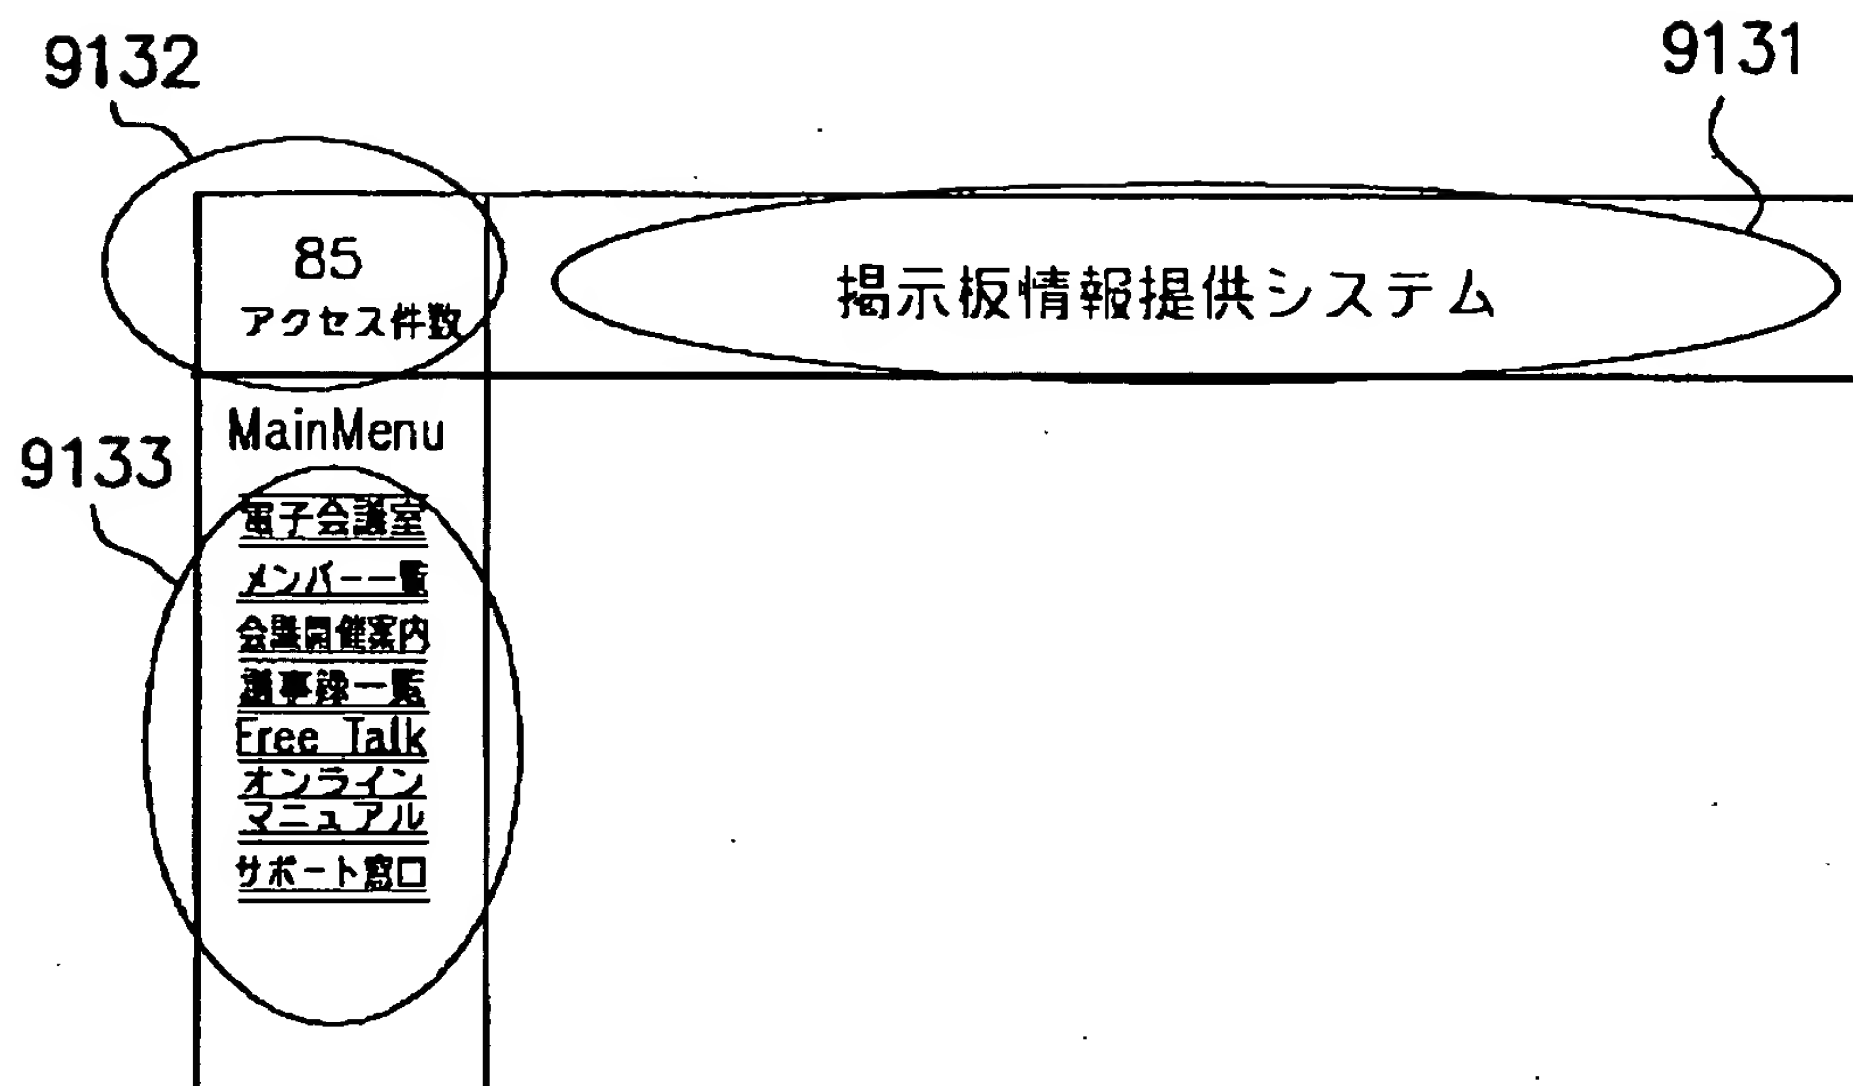 9132
9131
85
アクセス件数
掲示板情報提供システム
MainMenu
9133
電子会議室
メンバー一覧
会議開催案内
議事録一覧
Free Talk
オンライン
マニュアル
サポート窓口